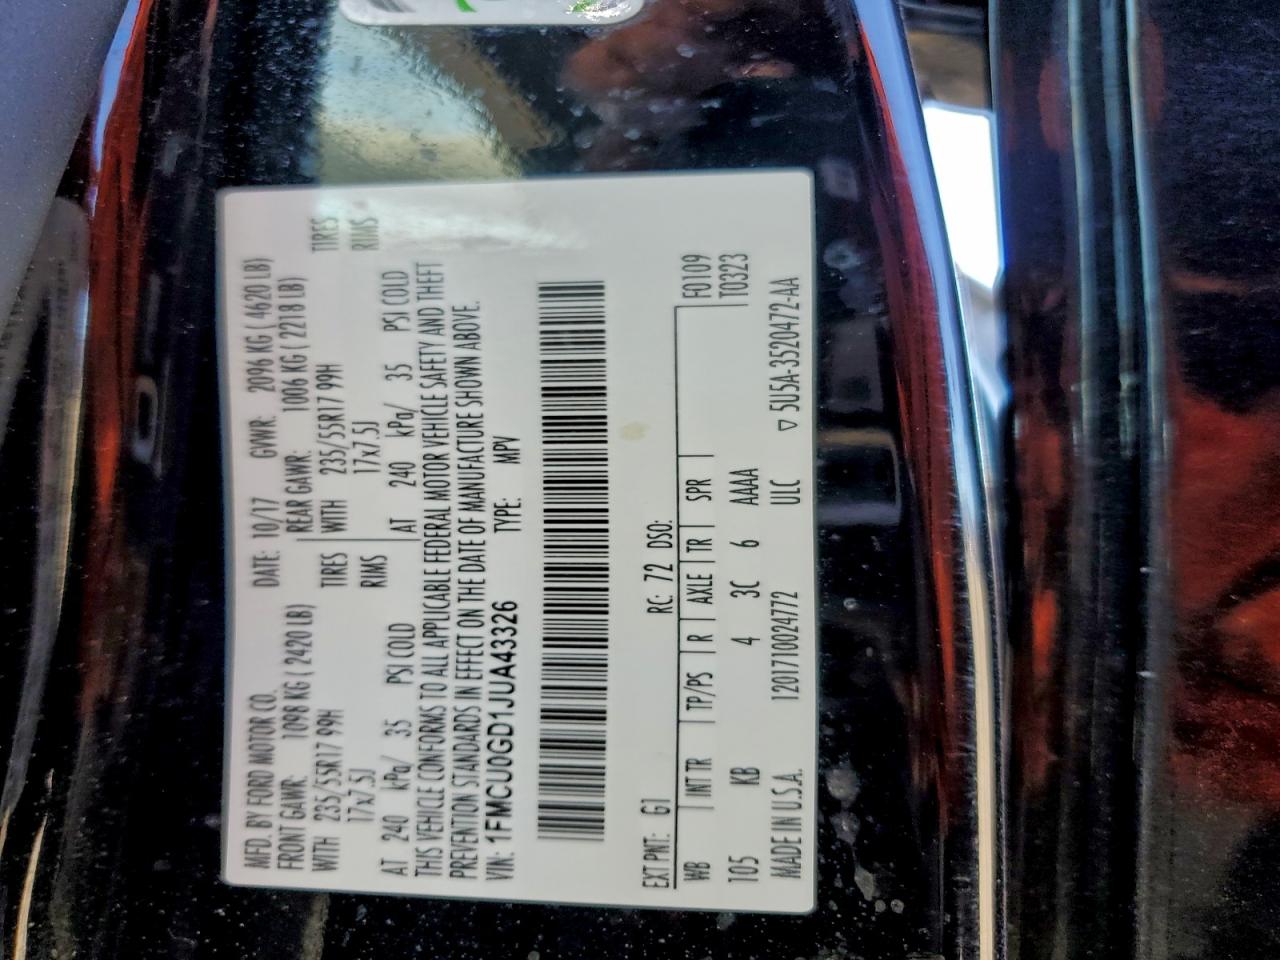 MFD. BY FORD MOTOR CO. DATE: 10/17 GVWR: 2096 KG ( 4620 LB)
FRONT GAWR: 1098 KG ( 2420 LB) REAR GAWR: 1006 KG ( 2218 LB)
WITH 235/55R17 99H TIRES WITH 235/55R17 99H TIRES
17x7.5J RIMS 17x7.5J RIMS
AT 240 kPa/ 35 PSI COLD AT 240 kPa/ 35 PSI COLD
THIS VEHICLE CONFORMS TO ALL APPLICABLE FEDERAL MOTOR VEHICLE SAFETY AND THEFT
PREVENTION STANDARDS IN EFFECT ON THE DATE OF MANUFACTURE SHOWN ABOVE.
VIN: 1FMCU0GD1JUA43326 TYPE: MPV
EXT PNT: G1 RC: 72 DSO:
WB INT TR TP/PS R AXLE TR SPR F0109
105 KB 4 3C 6 AAAA T0323
MADE IN U.S.A. 1201710024772 ULC ▽ 5U5A-3520472-AA